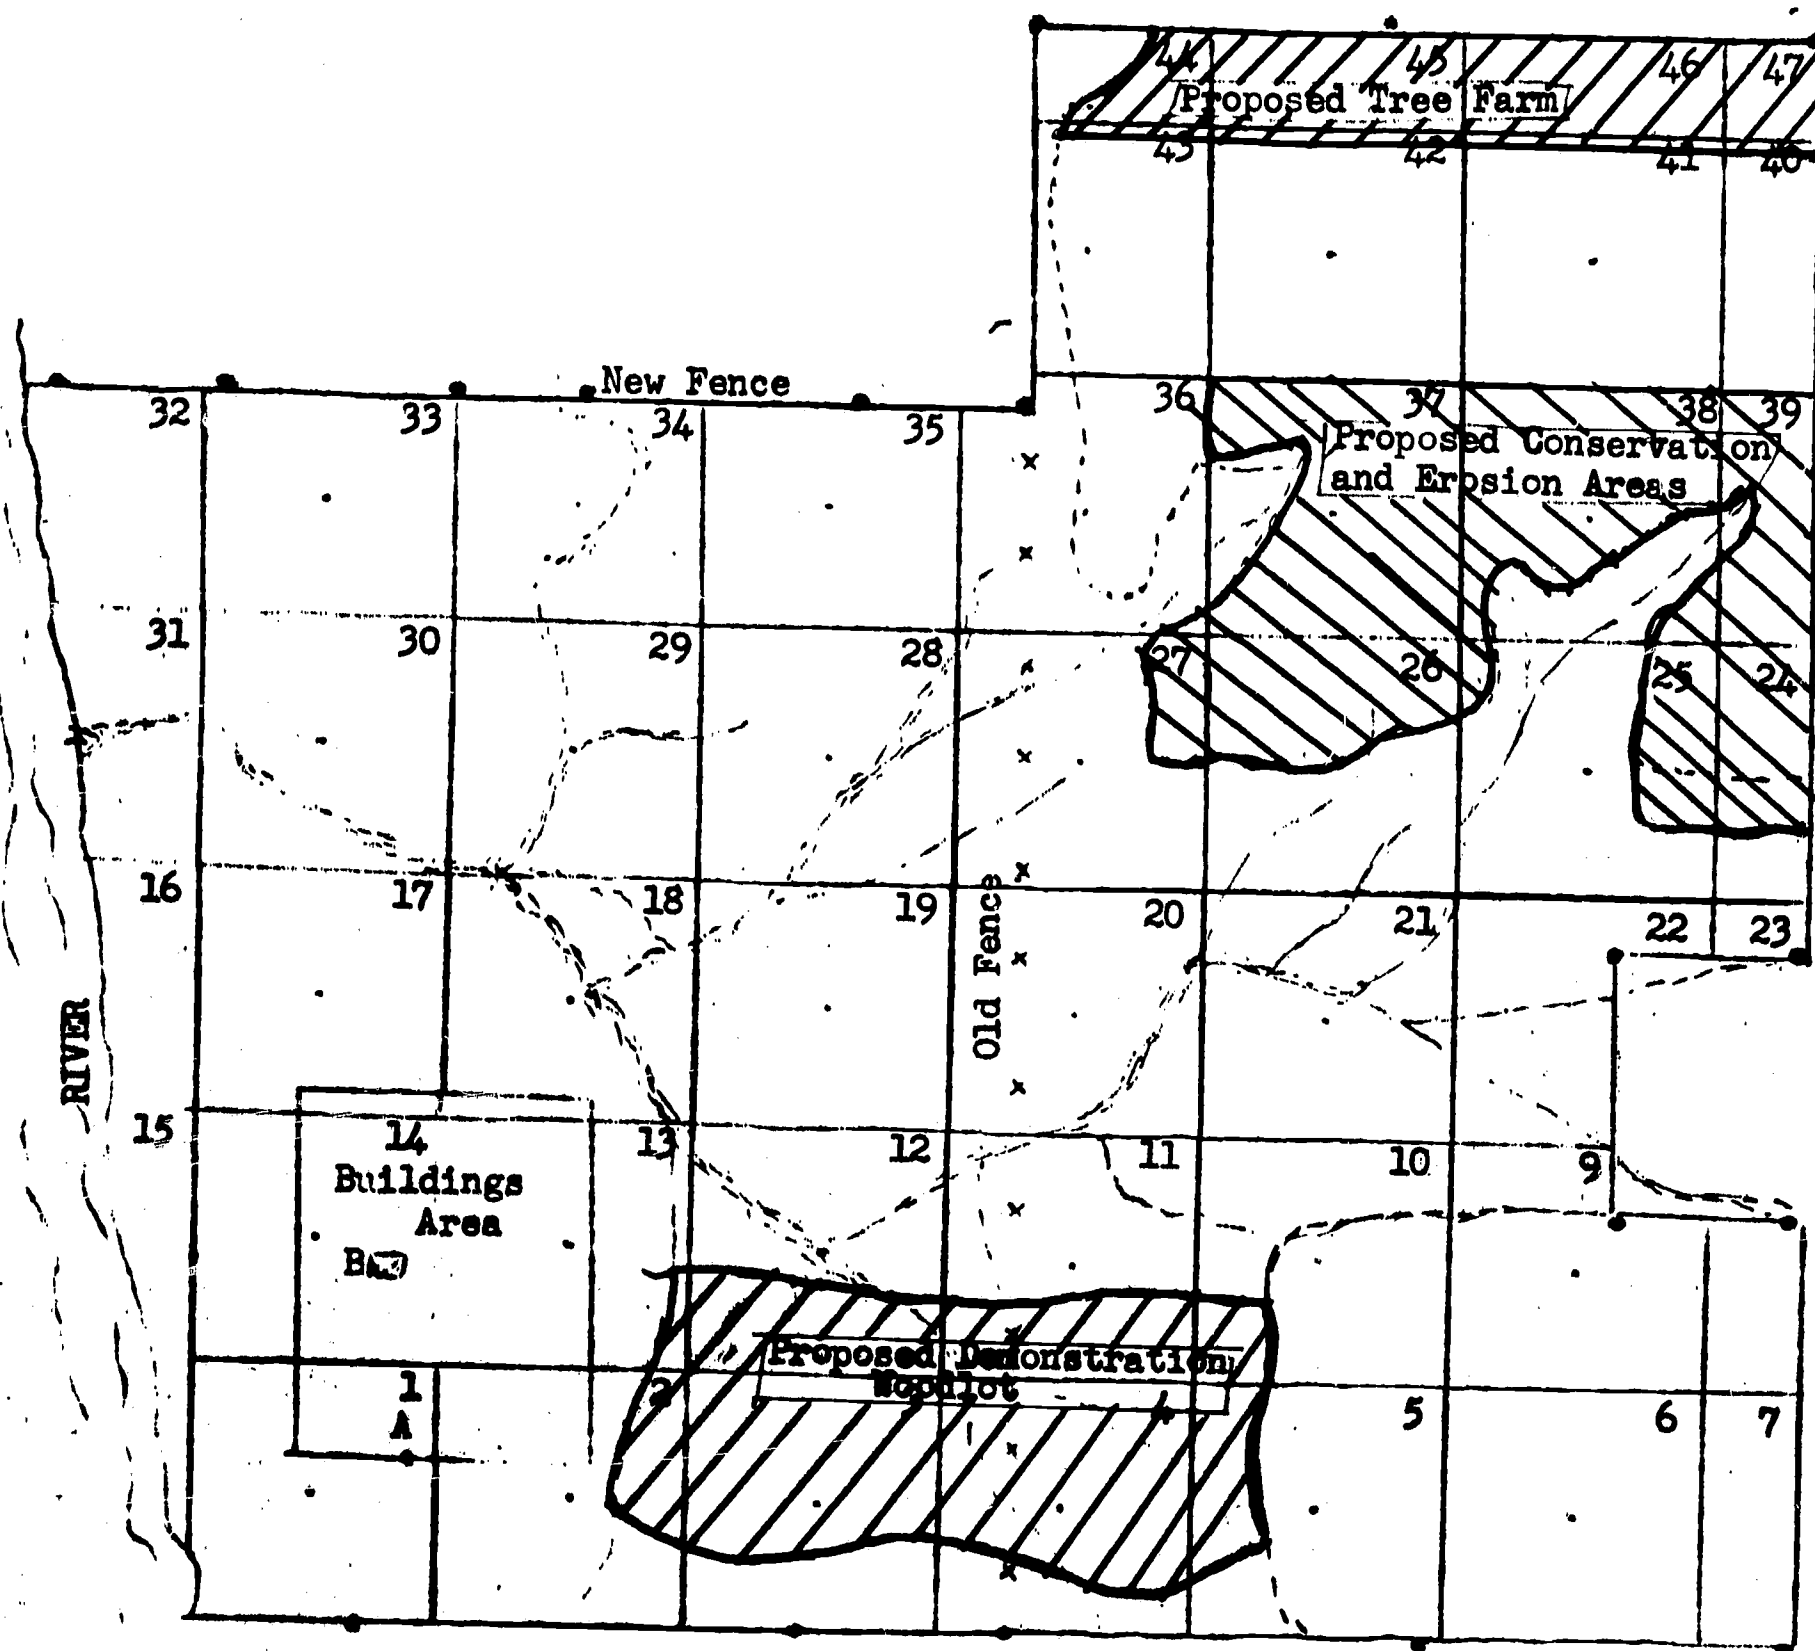 44 45 46 47
Proposed Tree Farm
43 42 41 40
New Fence
32 33 34 35 36 37 38 39
Proposed Conservation
and Erosion Areas
31 30 29 28 27 26 25 24
16 17 18 19 20 21 22 23
Old Fence
RIVER
15 14 13 12 11 10 9
Buildings
Area
B
Proposed Demonstration
Woodlot
1 2 4 5 6 7
A